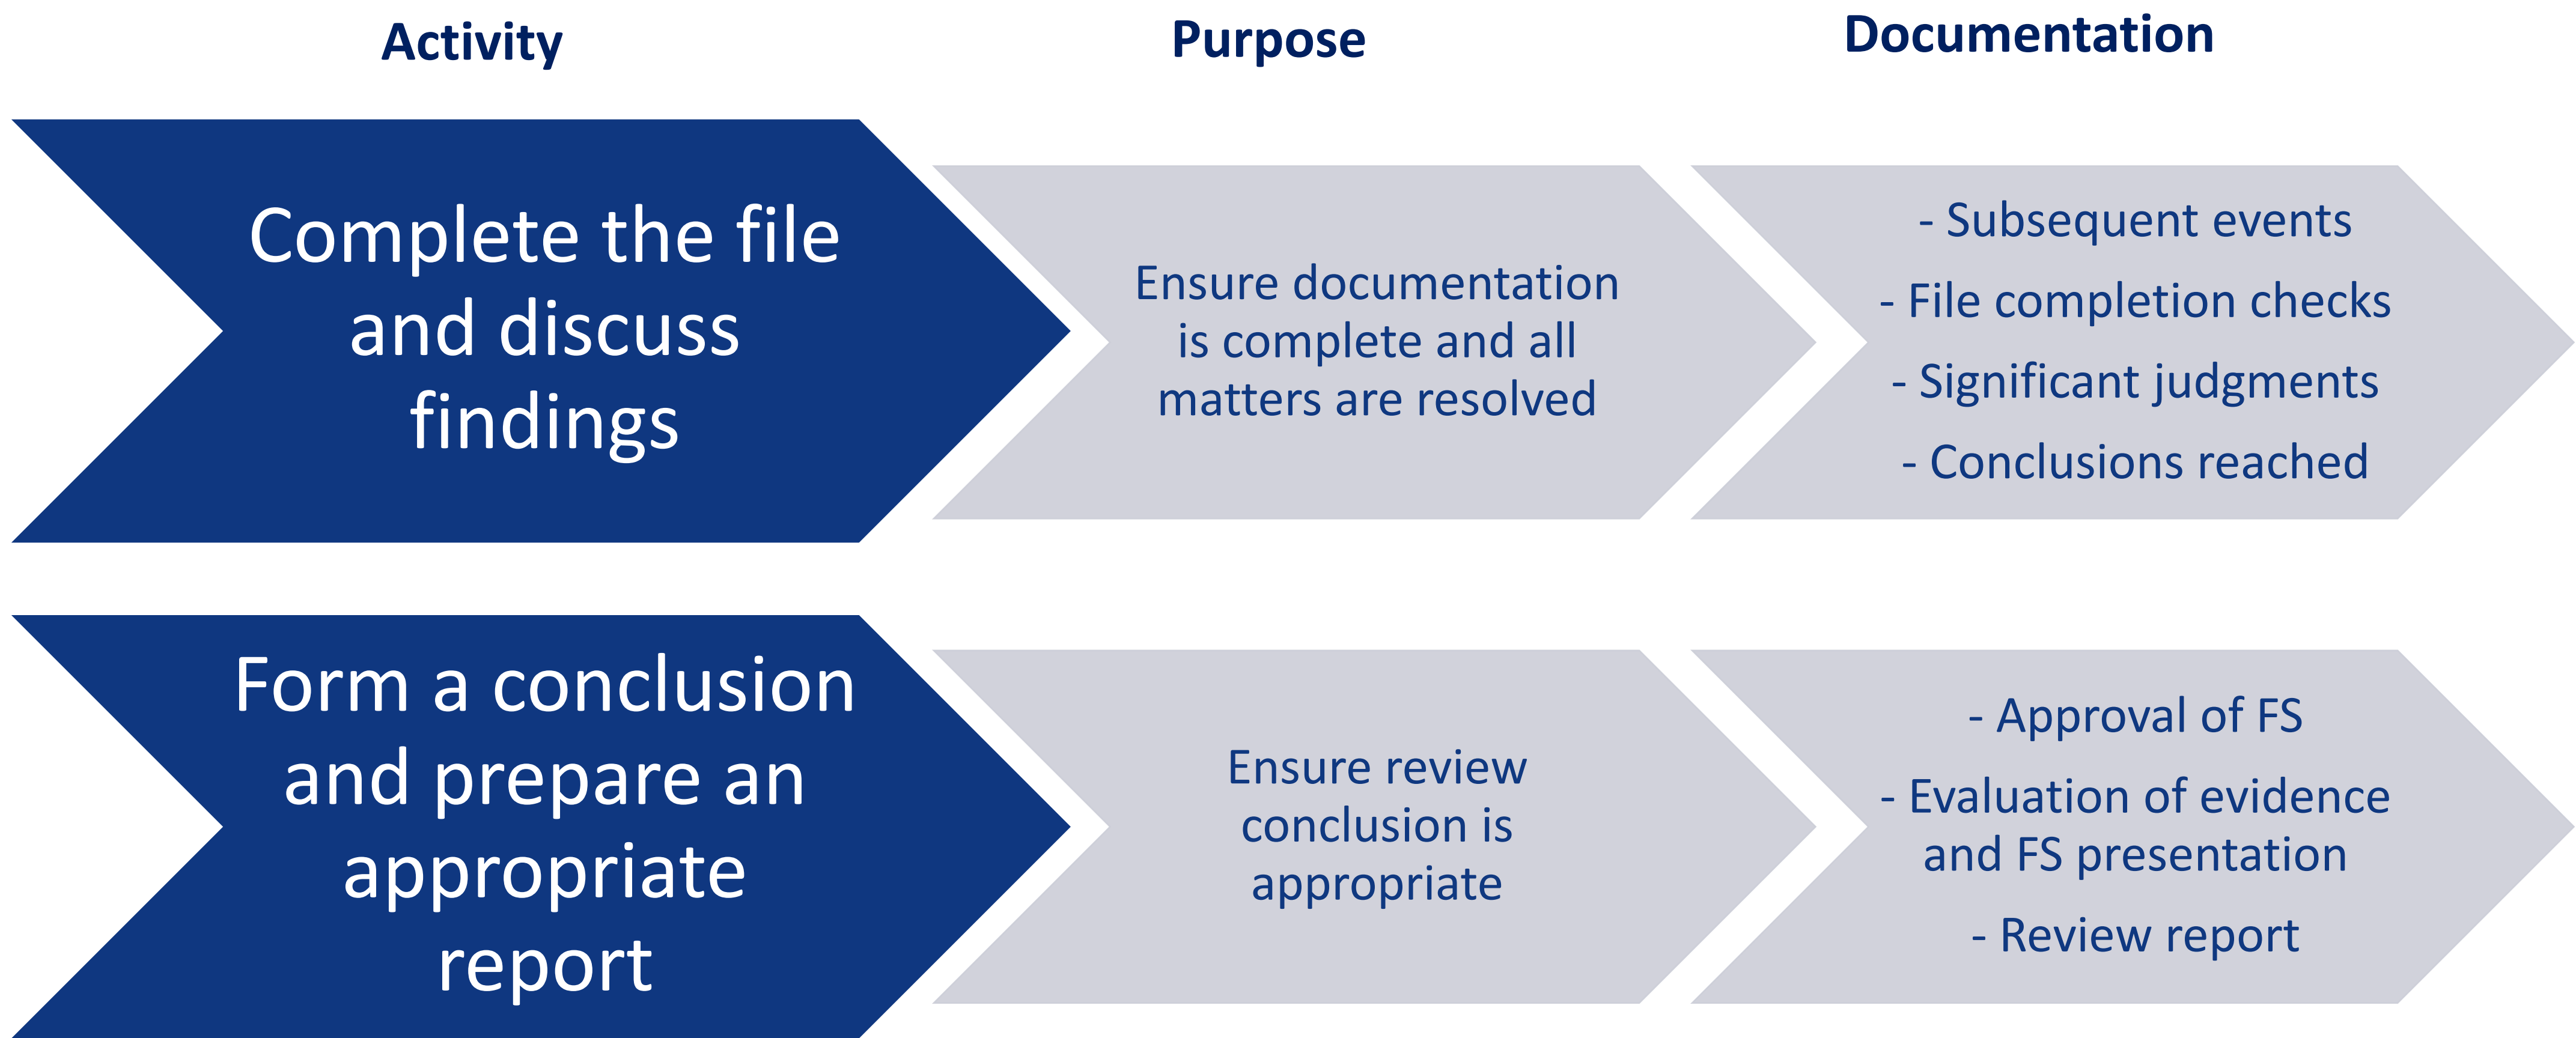 Activity
Purpose
Documentation
Complete the file
and discuss
findings
Ensure documentation
is complete and all
matters are resolved
- Subsequent events
- File completion checks
- Significant judgments
- Conclusions reached
Form a conclusion
and prepare an
appropriate
report
Ensure review
conclusion is
appropriate
- Approval of FS
- Evaluation of evidence
and FS presentation
- Review report